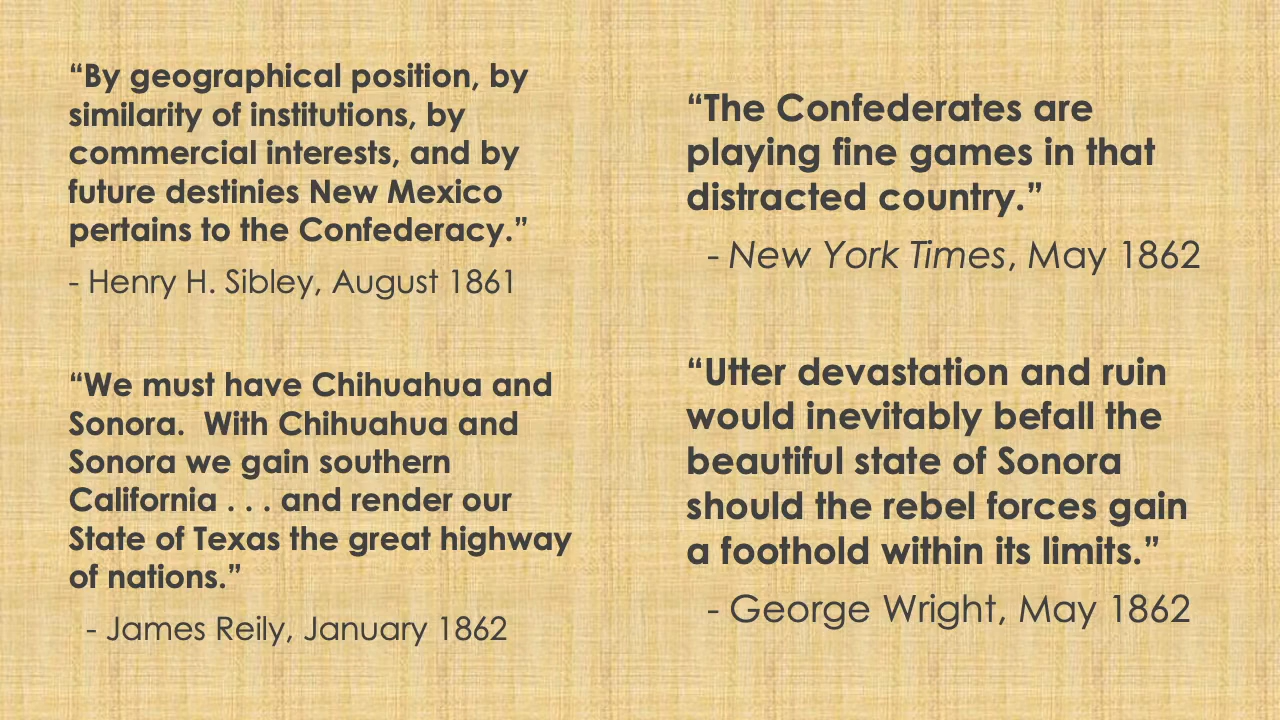 “By geographical position, by
similarity of institutions, by
commercial interests, and by
future destinies New Mexico
pertains to the Confederacy.”
- Henry H. Sibley, August 1861
“We must have Chihuahua and
Sonora.  With Chihuahua and
Sonora we gain southern
California . . . and render our
State of Texas the great highway
of nations.”
- James Reily, January 1862
“The Confederates are
playing fine games in that
distracted country.”
- New York Times, May 1862
“Utter devastation and ruin
would inevitably befall the
beautiful state of Sonora
should the rebel forces gain
a foothold within its limits.”
- George Wright, May 1862